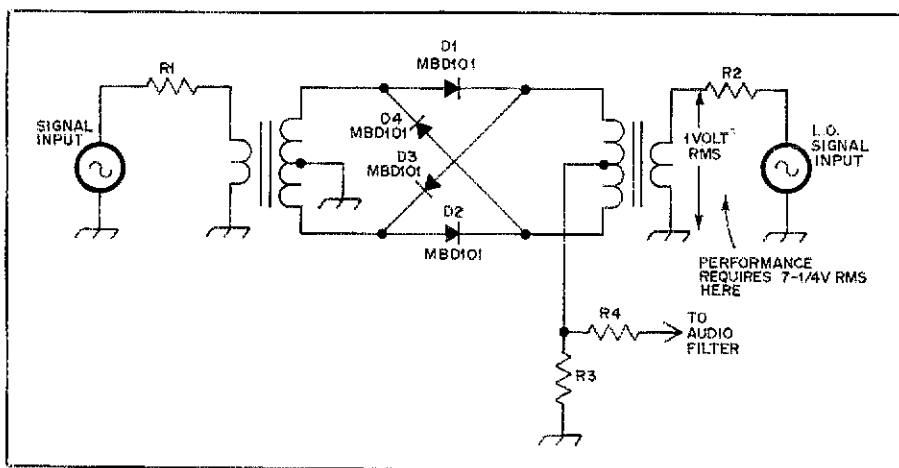 R1
SIGNAL
INPUT
D1
MBD101
D4
MBD101
D3
MBD101
D2
MBD101
1 VOLT
RMS
R2
L.O.
SIGNAL
INPUT
PERFORMANCE
REQUIRES 7-1/4V RMS
HERE
R4
TO
AUDIO
FILTER
R3